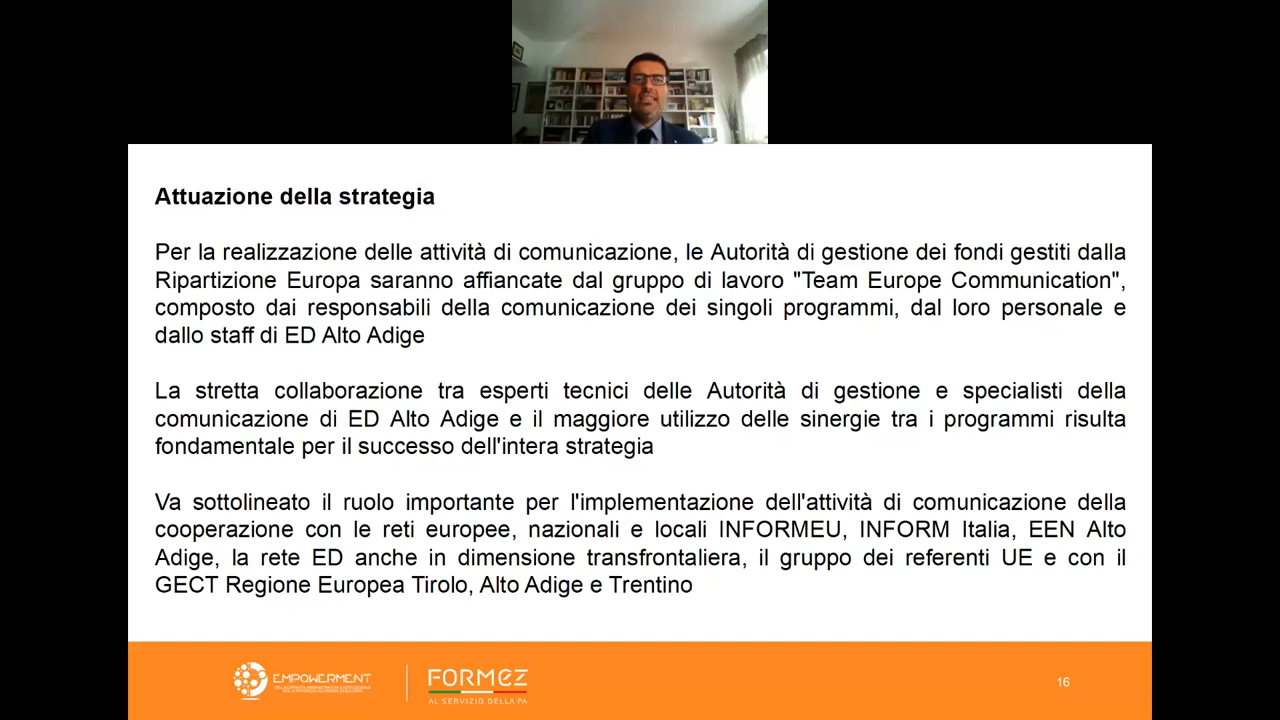 Attuazione della strategia
Per la realizzazione delle attività di comunicazione, le Autorità di gestione dei fondi gestiti dalla
Ripartizione Europa saranno affiancate dal gruppo di lavoro "Team Europe Communication",
composto dai responsabili della comunicazione dei singoli programmi, dal loro personale e
dallo staff di ED Alto Adige
La stretta collaborazione tra esperti tecnici delle Autorità di gestione e specialisti della
comunicazione di ED Alto Adige e il maggiore utilizzo delle sinergie tra i programmi risulta
fondamentale per il successo dell'intera strategia
Va sottolineato il ruolo importante per l'implementazione dell'attività di comunicazione della
cooperazione con le reti europee, nazionali e locali INFORMEU, INFORM Italia, EEN Alto
Adige, la rete ED anche in dimensione transfrontaliera, il gruppo dei referenti UE e con il
GECT Regione Europea Tirolo, Alto Adige e Trentino
EMPOWERMENT
FORMEZ
AL SERVIZIO DELLA PA
16